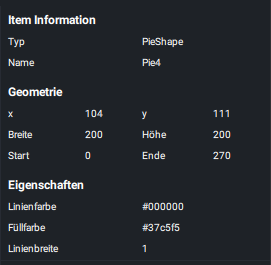 Item Information
Typ PieShape
Name Pie4
Geometrie
x 104 y 111
Breite 200 Höhe 200
Start 0 Ende 270
Eigenschaften
Linienfarbe #000000
Füllfarbe #37c5f5
Linienbreite 1